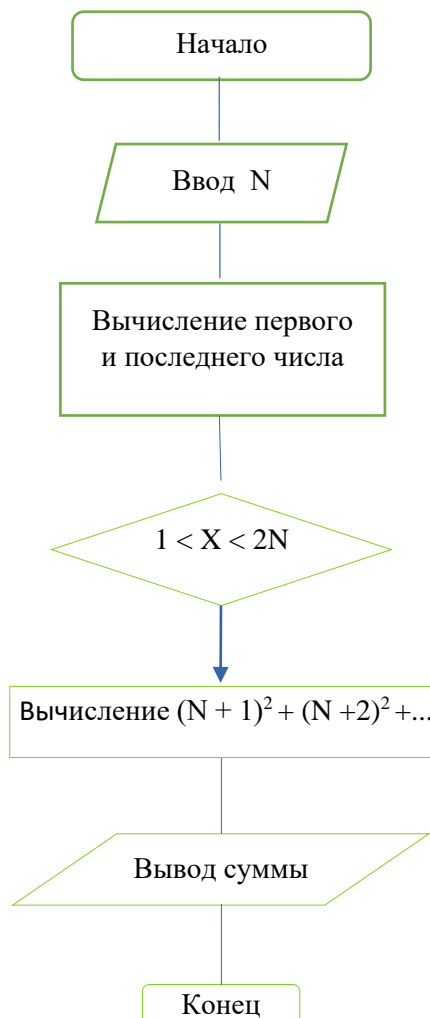 Начало
Ввод N
Вычисление первого
и последнего числа
1 < X < 2N
Вычисление (N + 1)² + (N +2)² +...
Вывод суммы
Конец